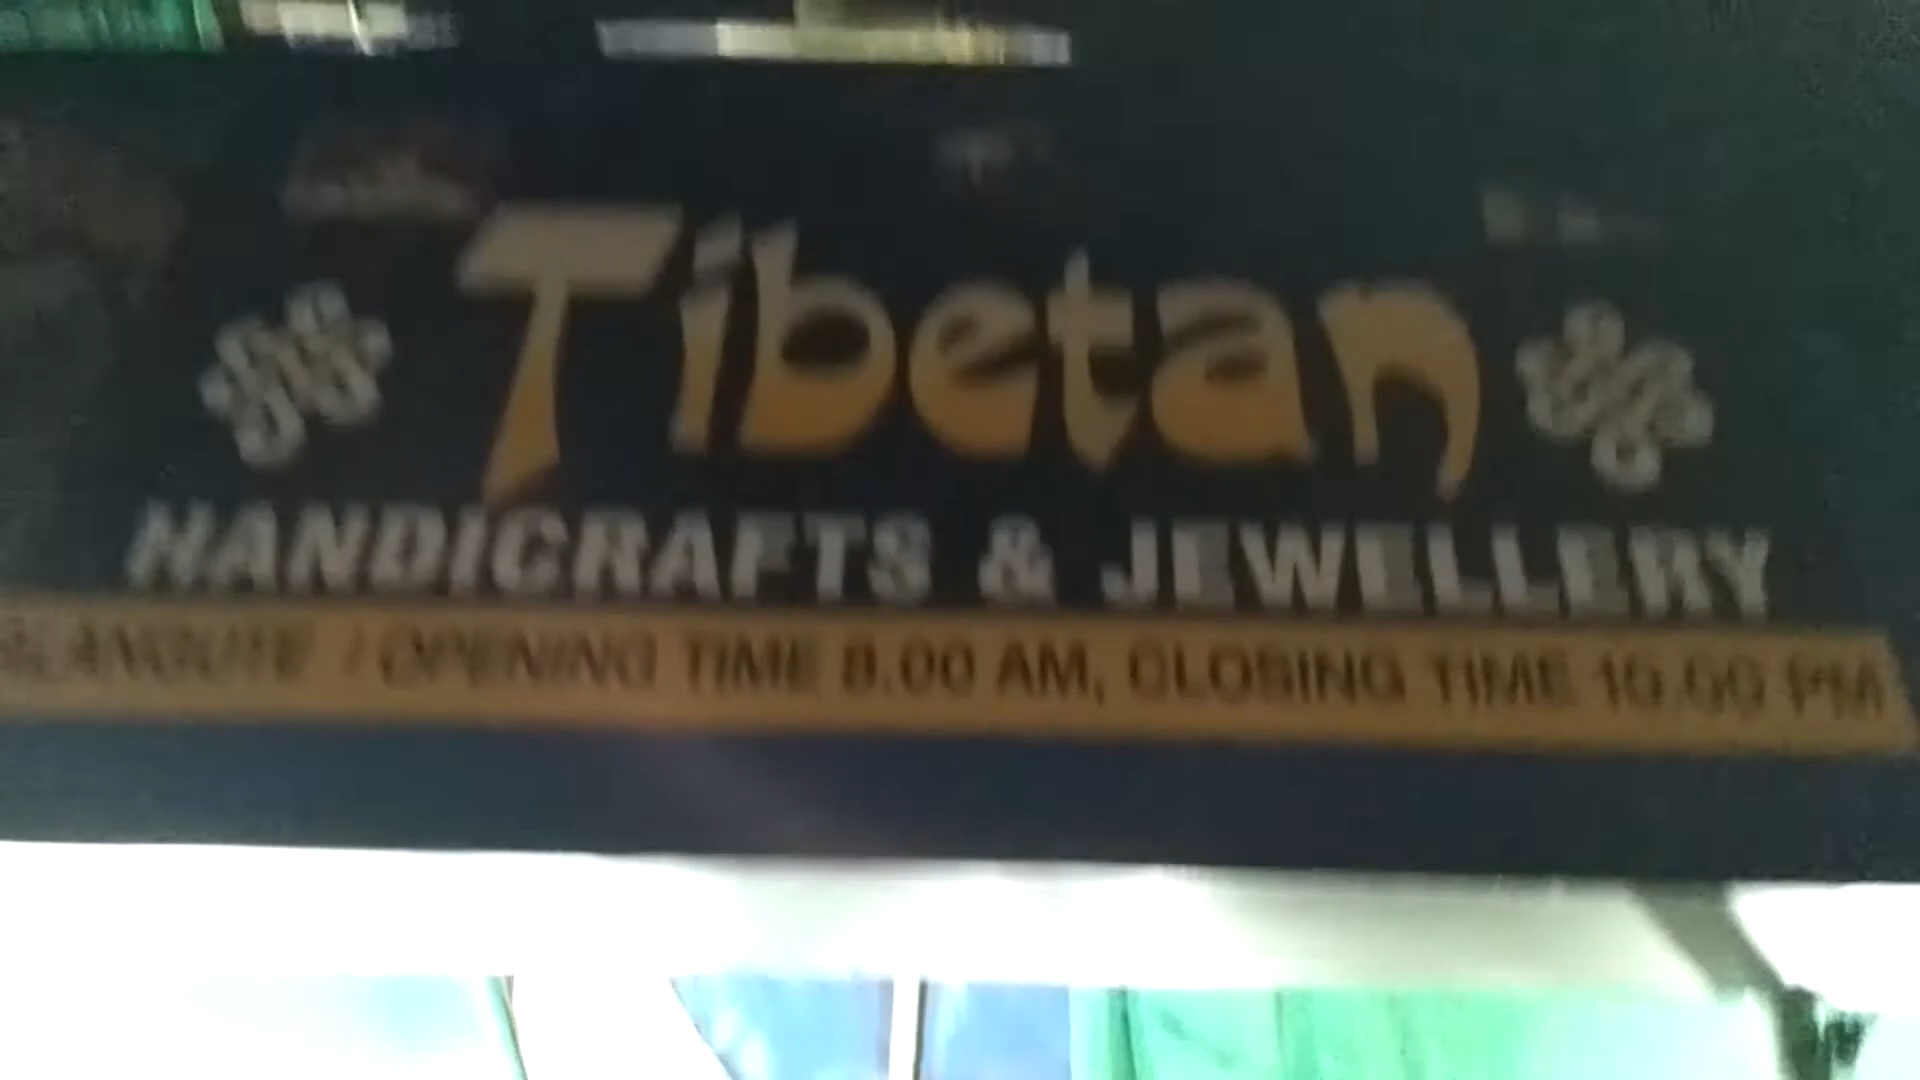 Tibetan
HANDICRAFTS & JEWELLERY
/ OPENING TIME 8.00 AM, CLOSING TIME 10.00 PM